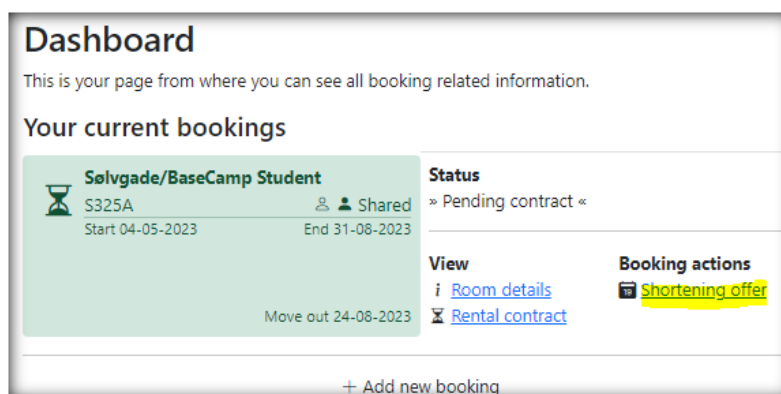 Dashboard
This is your page from where you can see all booking related information.
Your current bookings
Sølvgade/BaseCamp Student
S325A Shared
Start 04-05-2023 End 31-08-2023
Move out 24-08-2023
Status
» Pending contract «
View
i Room details
Rental contract
Booking actions
19 Shortening offer
+ Add new booking